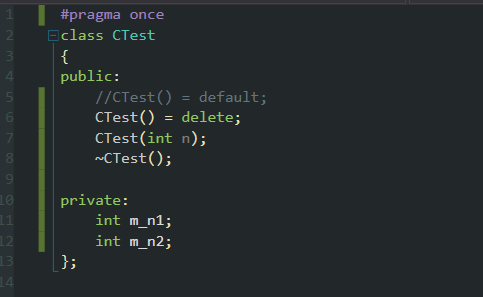 1 #pragma once
2 class CTest
3 {
4 public:
5 //CTest() = default;
6 CTest() = delete;
7 CTest(int n);
8 ~CTest();
9
10 private:
11 int m_n1;
12 int m_n2;
13 };
14